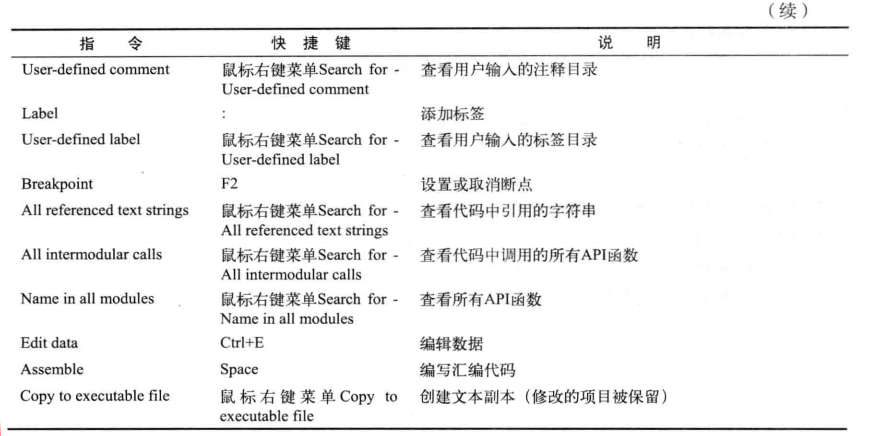 （续）
指 令 快 捷 键 说 明
User-defined comment 鼠标右键菜单Search for - 查看用户输入的注释目录
User-defined comment
Label : 添加标签
User-defined label 鼠标右键菜单Search for - 查看用户输入的标签目录
User-defined label
Breakpoint F2 设置或取消断点
All referenced text strings 鼠标右键菜单Search for - 查看代码中引用的字符串
All referenced text strings
All intermodular calls 鼠标右键菜单Search for - 查看代码中调用的所有API函数
All intermodular calls
Name in all modules 鼠标右键菜单Search for - 查看所有API函数
Name in all modules
Edit data Ctrl+E 编辑数据
Assemble Space 编写汇编代码
Copy to executable file 鼠标右键菜单Copy to 创建文本副本（修改的项目被保留）
executable file